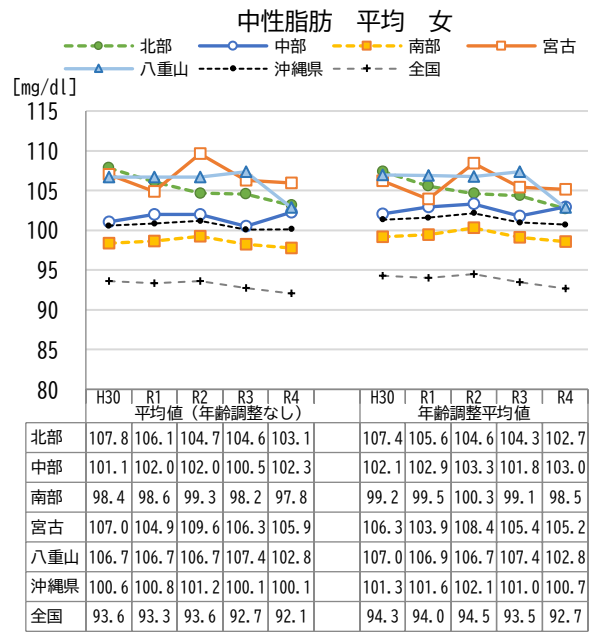 中性脂肪　平均　女
北部 中部 南部 宮古
八重山 沖縄県 全国
[mg/dl]
115
110
105
100
95
90
85
80
H30 R1 R2 R3 R4 H30 R1 R2 R3 R4
平均値（年齢調整なし） 年齢調整平均値
北部 107.8 106.1 104.7 104.6 103.1 107.4 105.6 104.6 104.3 102.7
中部 101.1 102.0 102.0 100.5 102.3 102.1 102.9 103.3 101.8 103.0
南部 98.4 98.6 99.3 98.2 97.8 99.2 99.5 100.3 99.1 98.5
宮古 107.0 104.9 109.6 106.3 105.9 106.3 103.9 108.4 105.4 105.2
八重山 106.7 106.7 106.7 107.4 102.8 107.0 106.9 106.7 107.4 102.8
沖縄県 100.6 100.8 101.2 100.1 100.1 101.3 101.6 102.1 101.0 100.7
全国 93.6 93.3 93.6 92.7 92.1 94.3 94.0 94.5 93.5 92.7